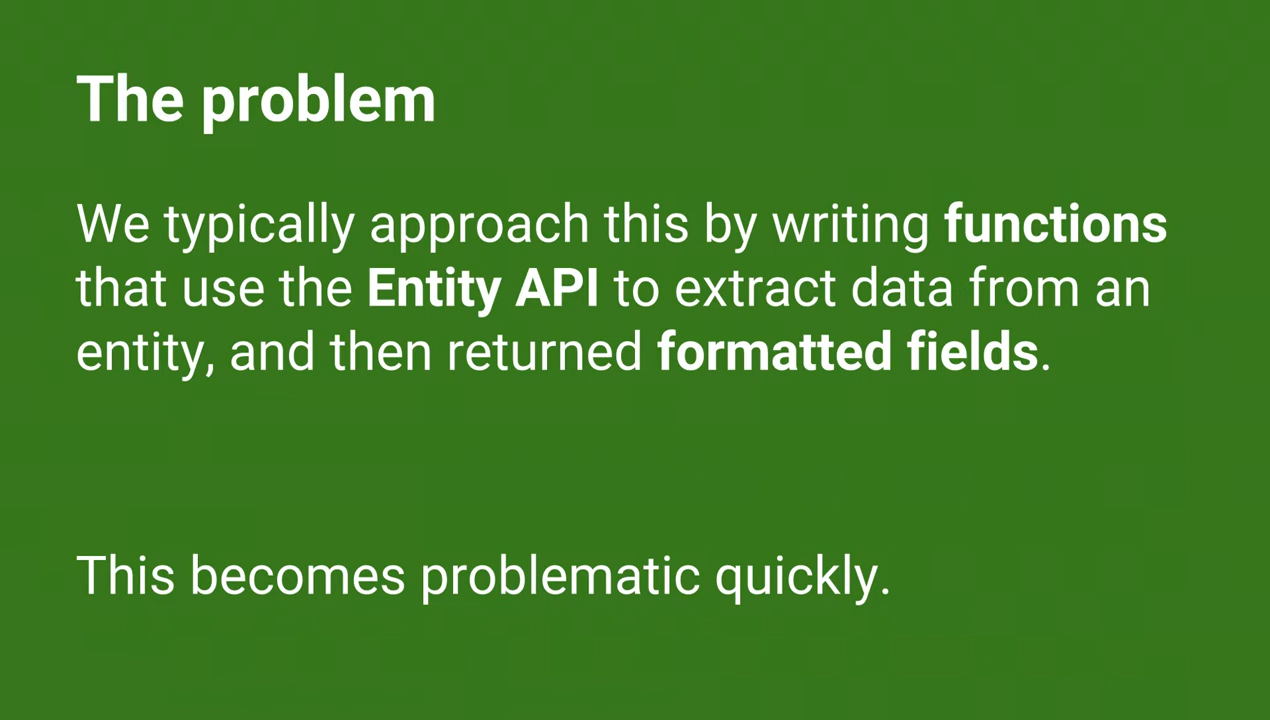 The problem
We typically approach this by writing functions
that use the Entity API to extract data from an
entity, and then returned formatted fields.
This becomes problematic quickly.